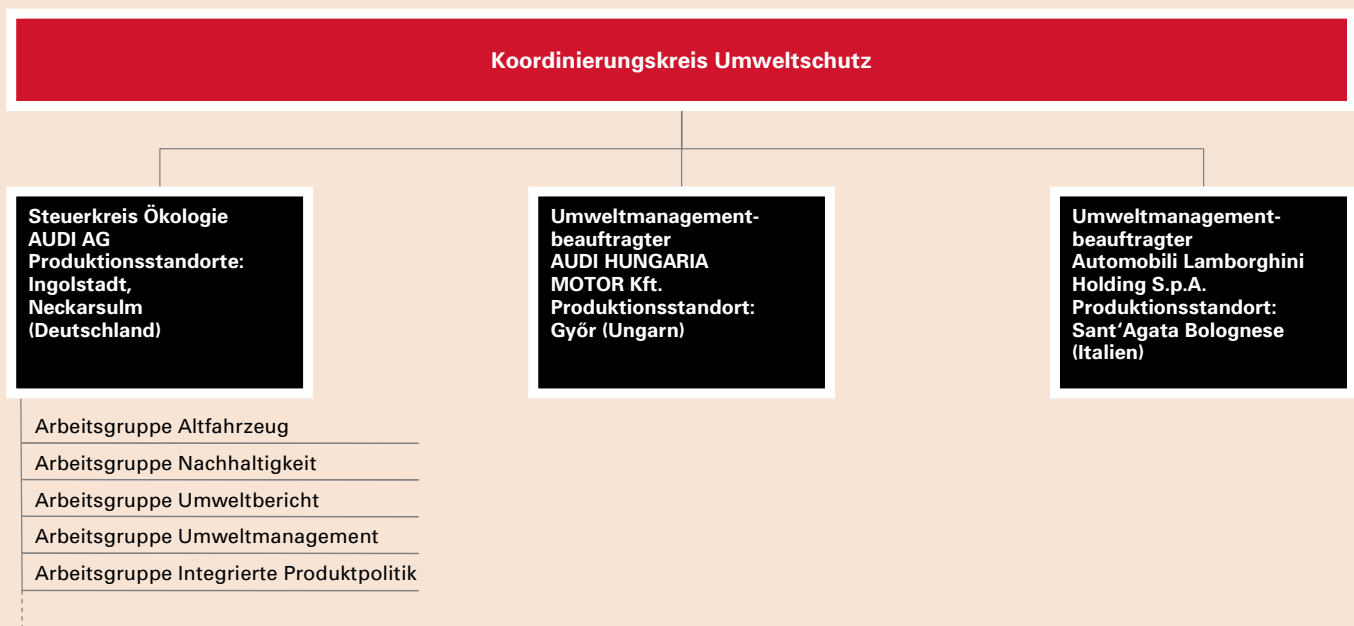 Koordinierungskreis Umweltschutz
Steuerkreis Ökologie
AUDI AG
Produktionsstandorte:
Ingolstadt,
Neckarsulm
(Deutschland)
Umweltmanagement-
beauftragter
AUDI HUNGARIA
MOTOR Kft.
Produktionsstandort:
Győr (Ungarn)
Umweltmanagement-
beauftragter
Automobili Lamborghini
Holding S.p.A.
Produktionsstandort:
Sant‘Agata Bolognese
(Italien)
Arbeitsgruppe Altfahrzeug
Arbeitsgruppe Nachhaltigkeit
Arbeitsgruppe Umweltbericht
Arbeitsgruppe Umweltmanagement
Arbeitsgruppe Integrierte Produktpolitik